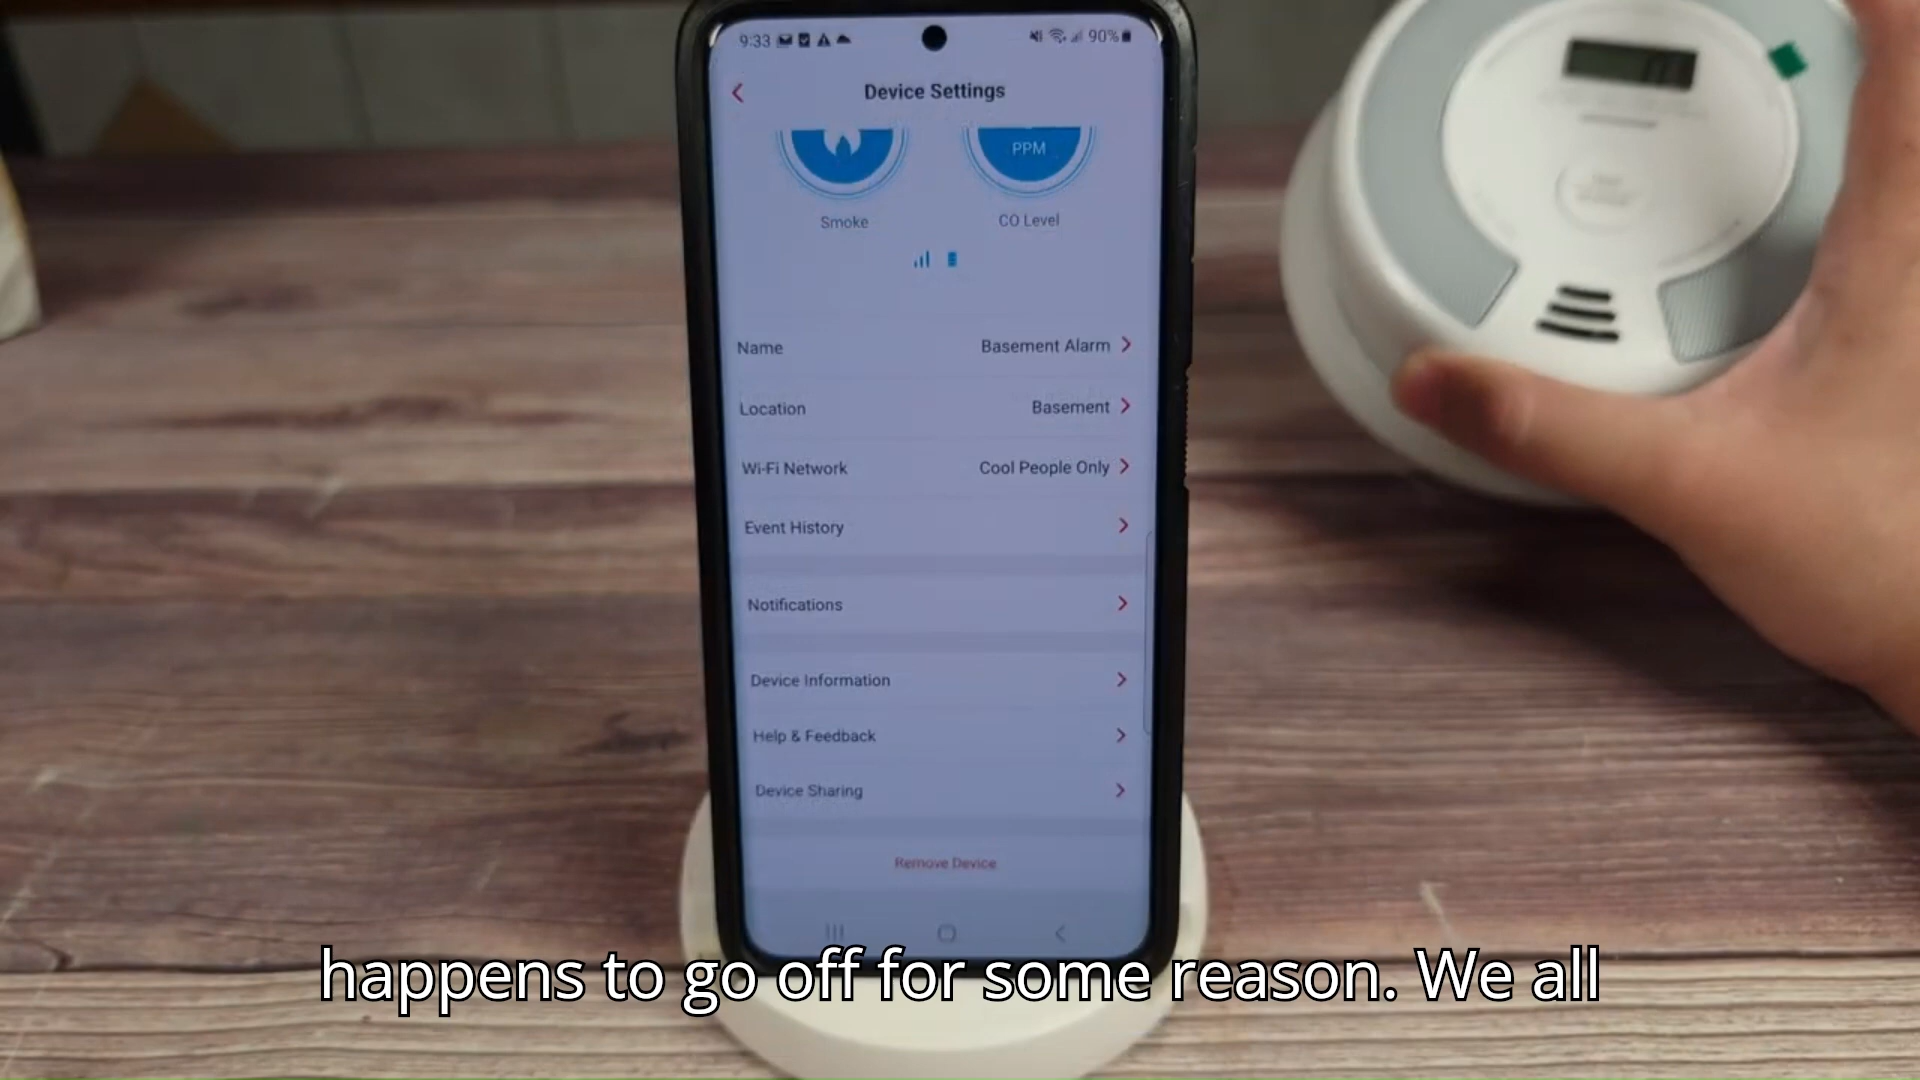 9:33
90%
Device Settings
PPM
Smoke
CO Level
Name
Basement Alarm
Location
Basement
Wi-Fi Network
Cool People Only
Event History
Notifications
Device Information
Help & Feedback
Device Sharing
Remove Device
happens to go off for some reason. We all